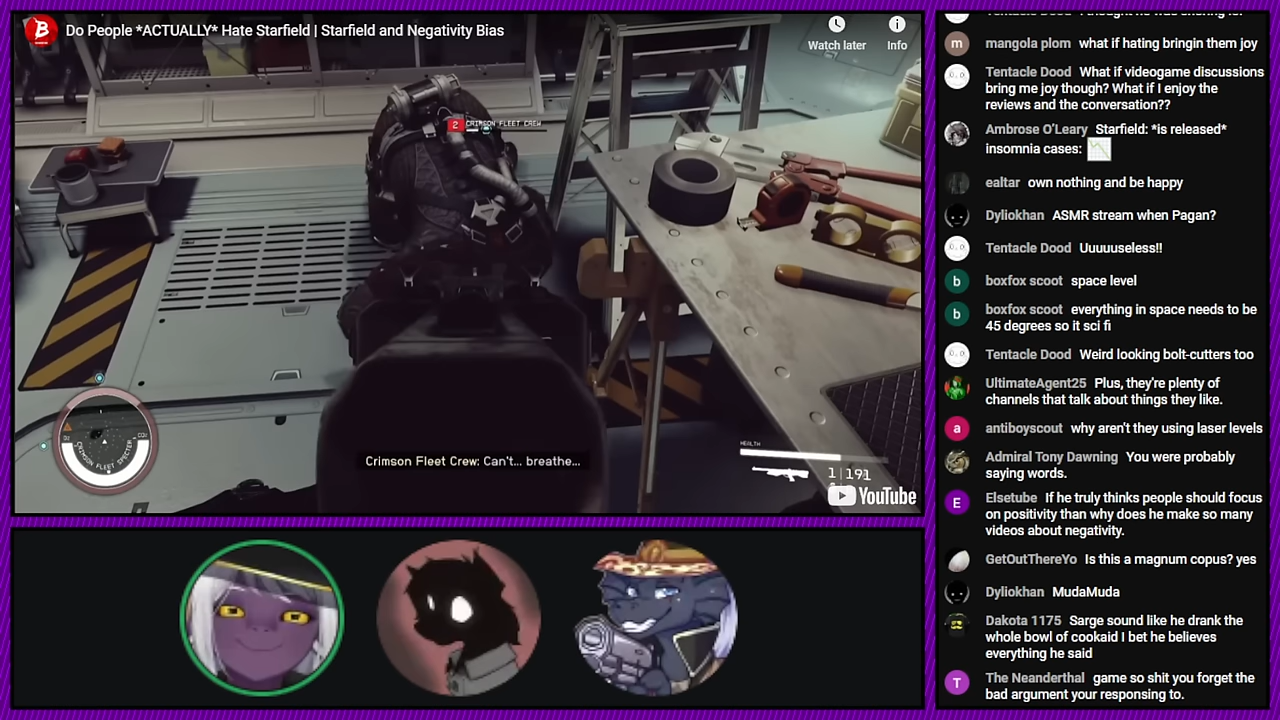 Do People *ACTUALLY* Hate Starfield | Starfield and Negativity Bias
Watch later
Info
2
CRIMSON FLEET CREW
CRIMSON FLEET SPECTER
Crimson Fleet Crew: Can't... breathe...
HEALTH
1 | 191
YouTube
mangola plom what if hating bringin them joy
Tentacle Dood What if videogame discussions
bring me joy though? What if I enjoy the
reviews and the conversation??
Ambrose O'Leary Starfield: *is released*
insomnia cases:
ealtar own nothing and be happy
Dyliokhan ASMR stream when Pagan?
Tentacle Dood Uuuuuseless!!
boxfox scoot space level
boxfox scoot everything in space needs to be
45 degrees so it sci fi
Tentacle Dood Weird looking bolt-cutters too
UltimateAgent25 Plus, they're plenty of
channels that talk about things they like.
antiboyscout why aren't they using laser levels
Admiral Tony Dawning You were probably
saying words.
Elsetube If he truly thinks people should focus
on positivity than why does he make so many
videos about negativity.
GetOutThereYo Is this a magnum copus? yes
Dyliokhan MudaMuda
Dakota 1175 Sarge sound like he drank the
whole bowl of cookaid I bet he believes
everything he said
The Neanderthal game so shit you forget the
bad argument your responsing to.